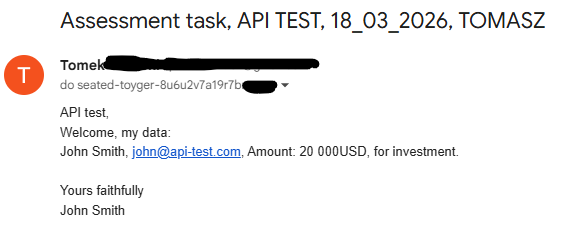 Assessment task, API TEST, 18_03_2026, TOMASZ
T
Tomek
do seated-toyger-8u6u2v7a19r7b
API test,
Welcome, my data:
John Smith, john@api-test.com, Amount: 20 000USD, for investment.
Yours faithfully
John Smith